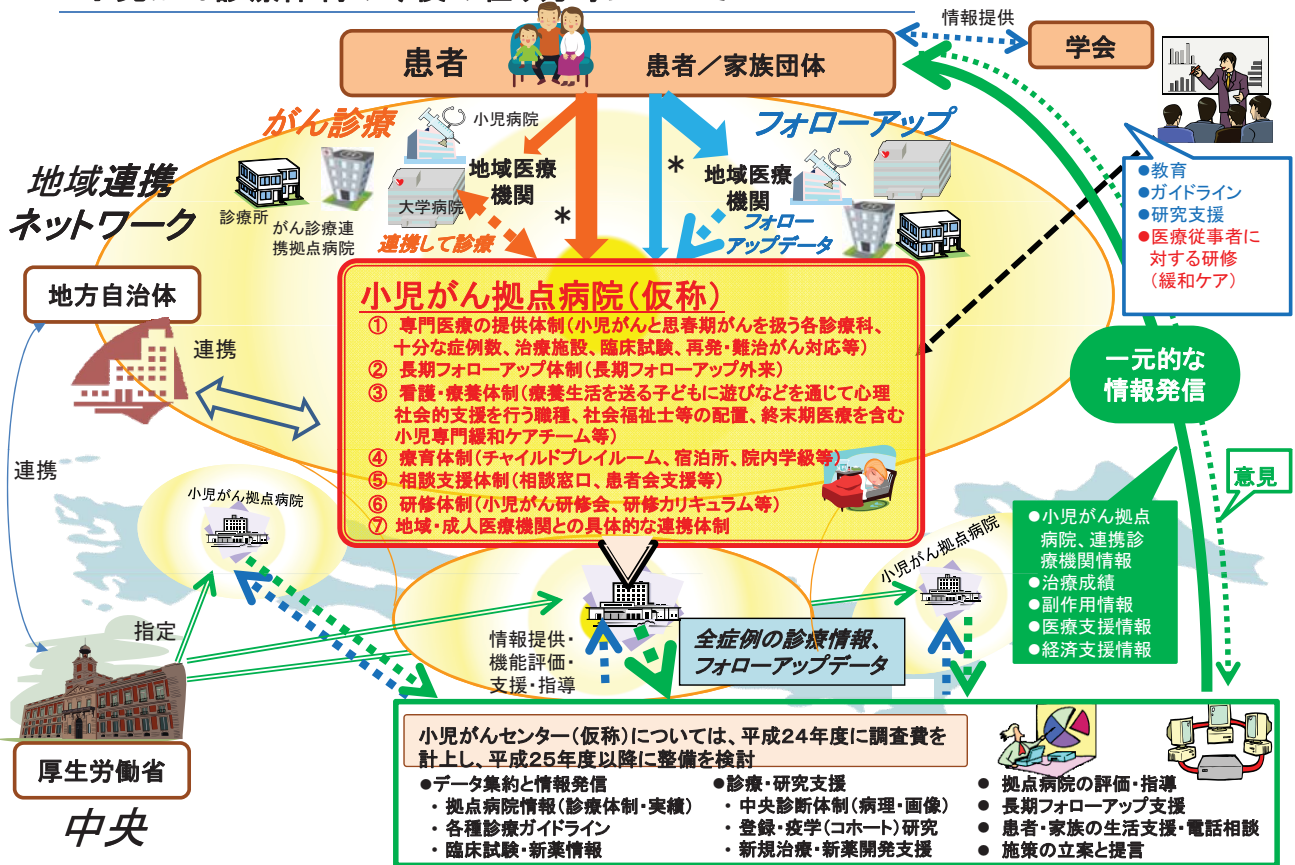 患者
患者／家族団体
情報提供
学会
がん診療
小児病院
地域医療
機関
大学病院
診療所
がん診療連
携拠点病院
連携して診療
＊
＊
フォローアップ
地域医療
機関
フォロー
アップデータ
地域連携
ネットワーク
●教育
●ガイドライン
●研究支援
●医療従事者に
対する研修
（緩和ケア）
地方自治体
連携
連携
小児がん拠点病院（仮称）
① 専門医療の提供体制（小児がんと思春期がんを扱う各診療科、
十分な症例数、治療施設、臨床試験、再発・難治がん対応等）
② 長期フォローアップ体制（長期フォローアップ外来）
③ 看護・療養体制（療養生活を送る子どもに遊びなどを通じて心理
社会的支援を行う職種、社会福祉士等の配置、終末期医療を含む
小児専門緩和ケアチーム等）
④ 療育体制（チャイルドプレイルーム、宿泊所、院内学級等）
⑤ 相談支援体制（相談窓口、患者会支援等）
⑥ 研修体制（小児がん研修会、研修カリキュラム等）
⑦ 地域・成人医療機関との具体的な連携体制
一元的な
情報発信
意見
小児がん拠点病院
小児がん拠点病院
●小児がん拠点
病院、連携診
療機関情報
●治療成績
●副作用情報
●医療支援情報
●経済支援情報
指定
情報提供・
機能評価・
支援・指導
全症例の診療情報、
フォローアップデータ
厚生労働省
中央
小児がんセンター（仮称）については、平成２４年度に調査費を
計上し、平成２５年度以降に整備を検討
●データ集約と情報発信
・ 拠点病院情報（診療体制・実績）
・ 各種診療ガイドライン
・ 臨床試験・新薬情報
●診療・研究支援
・ 中央診断体制（病理・画像）
・ 登録・疫学（コホート）研究
・ 新規治療・新薬開発支援
● 拠点病院の評価・指導
● 長期フォローアップ支援
● 患者・家族の生活支援・電話相談
● 施策の立案と提言